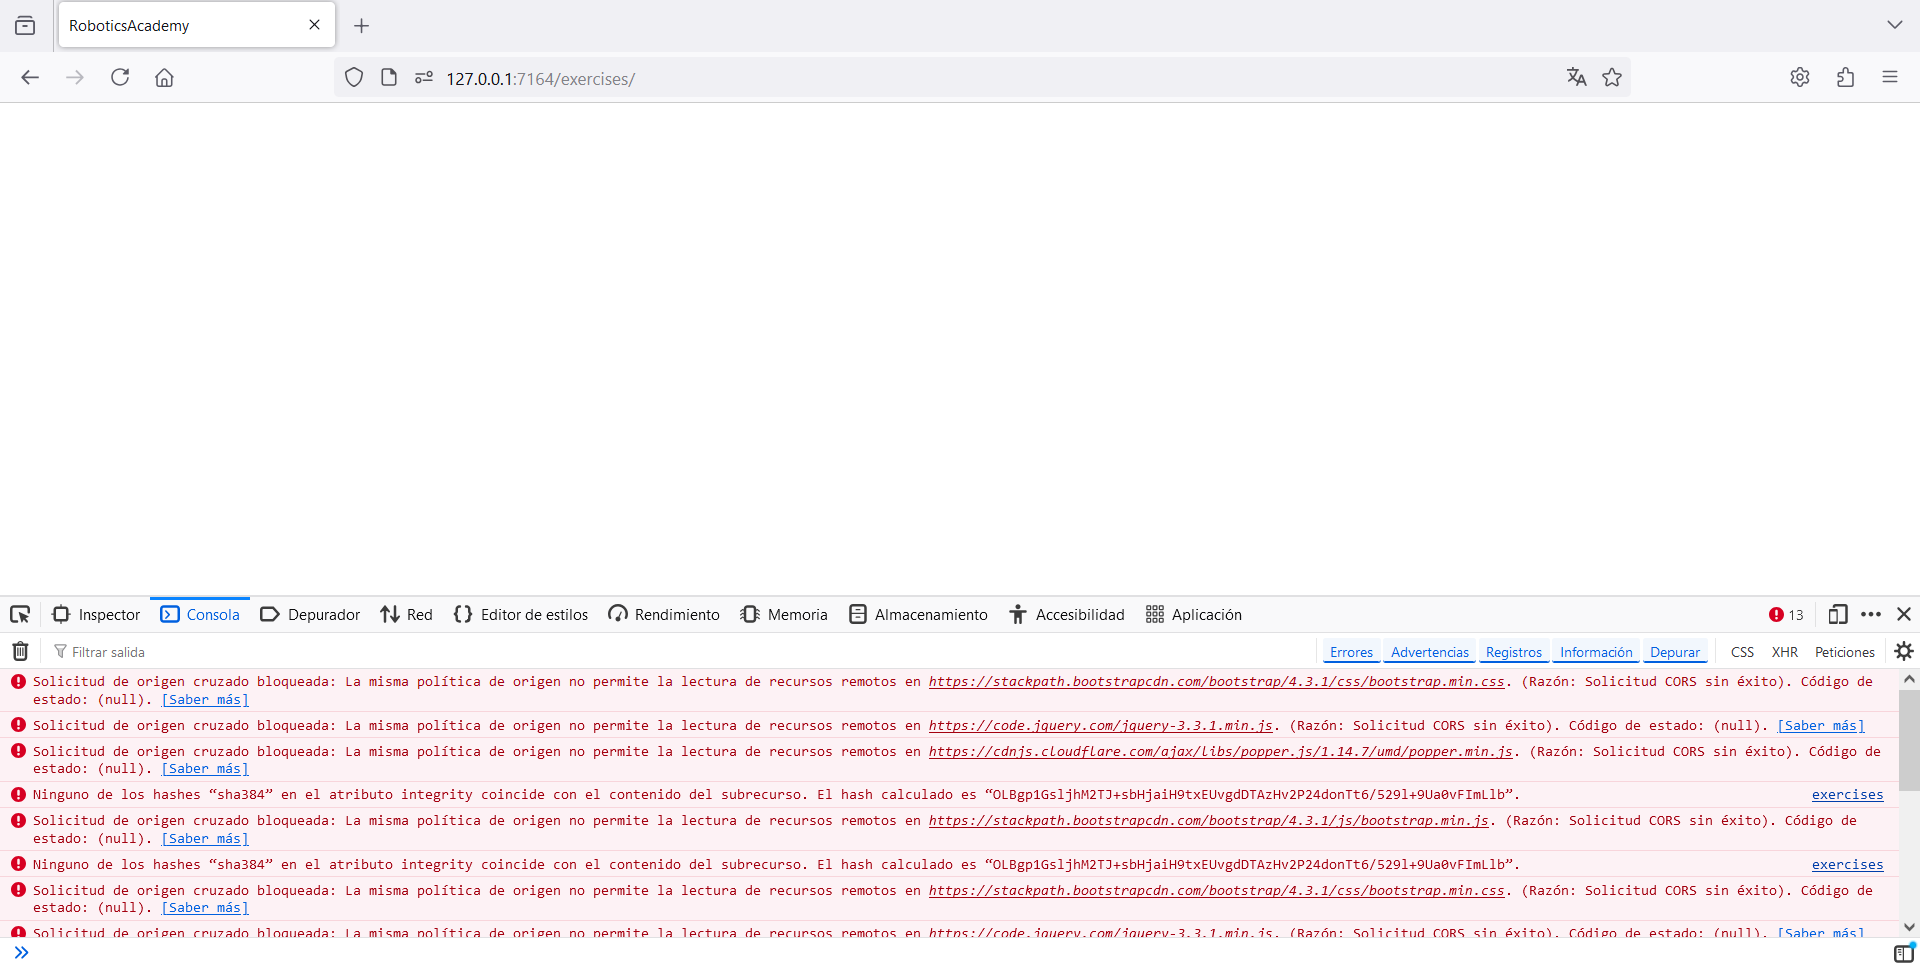 RoboticsAcademy
127.0.0.1:7164/exercises/
Inspector Consola Depurador Red Editor de estilos Rendimiento Memoria Almacenamiento Accesibilidad Aplicación 13
Filtrar salida Errores Advertencias Registros Información Depurar CSS XHR Peticiones
Solicitud de origen cruzado bloqueada: La misma política de origen no permite la lectura de recursos remotos en https://stackpath.bootstrapcdn.com/bootstrap/4.3.1/css/bootstrap.min.css. (Razón: Solicitud CORS sin éxito). Código de
estado: (null). [Saber más]
Solicitud de origen cruzado bloqueada: La misma política de origen no permite la lectura de recursos remotos en https://code.jquery.com/jquery-3.3.1.min.js. (Razón: Solicitud CORS sin éxito). Código de estado: (null). [Saber más]
Solicitud de origen cruzado bloqueada: La misma política de origen no permite la lectura de recursos remotos en https://cdnjs.cloudflare.com/ajax/libs/popper.js/1.14.7/umd/popper.min.js. (Razón: Solicitud CORS sin éxito). Código de
estado: (null). [Saber más]
Ninguno de los hashes “sha384” en el atributo integrity coincide con el contenido del subrecurso. El hash calculado es “OLBgp1GsljhM2TJ+sbHjaiH9txEUvgdDTAzHv2P24donTt6/529l+9Ua0vFImLlb”. exercises
Solicitud de origen cruzado bloqueada: La misma política de origen no permite la lectura de recursos remotos en https://stackpath.bootstrapcdn.com/bootstrap/4.3.1/js/bootstrap.min.js. (Razón: Solicitud CORS sin éxito). Código de
estado: (null). [Saber más]
Ninguno de los hashes “sha384” en el atributo integrity coincide con el contenido del subrecurso. El hash calculado es “OLBgp1GsljhM2TJ+sbHjaiH9txEUvgdDTAzHv2P24donTt6/529l+9Ua0vFImLlb”. exercises
Solicitud de origen cruzado bloqueada: La misma política de origen no permite la lectura de recursos remotos en https://stackpath.bootstrapcdn.com/bootstrap/4.3.1/css/bootstrap.min.css. (Razón: Solicitud CORS sin éxito). Código de
estado: (null). [Saber más]
Solicitud de origen cruzado bloqueada: La misma política de origen no permite la lectura de recursos remotos en https://code.jquery.com/jquery-3.3.1.min.js. (Razón: Solicitud CORS sin éxito). Código de estado: (null). [Saber más]